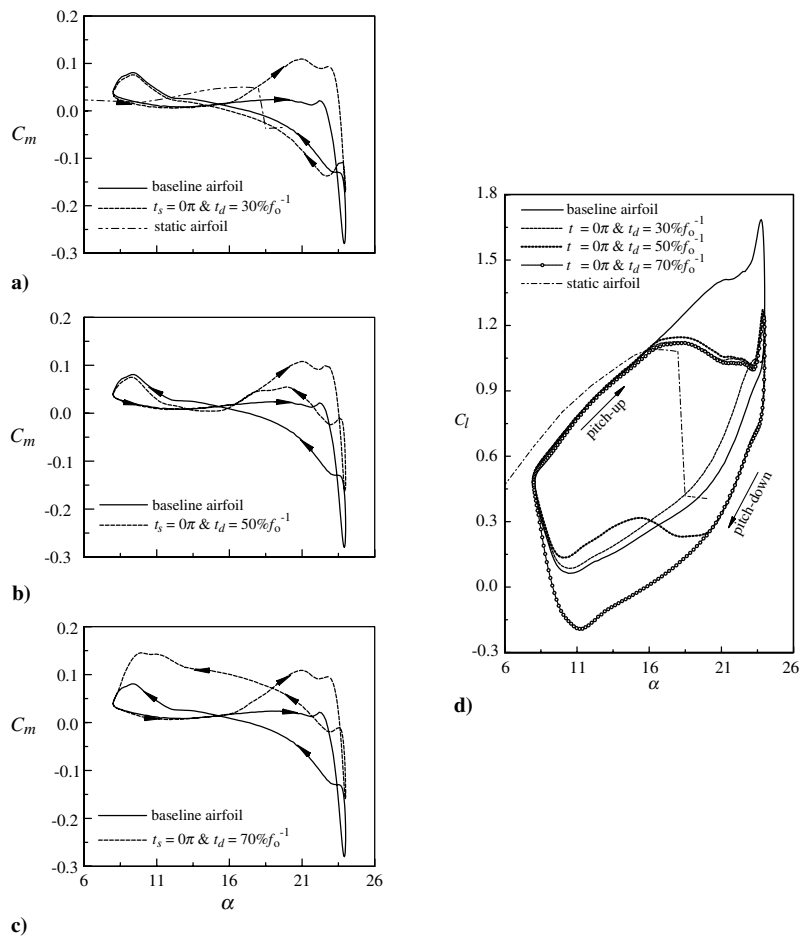 0.2
0.1
0.0
-0.1
-0.2
-0.3
C_m
baseline airfoil
t_s = 0π & t_d = 30%f_o^-1
static airfoil
a)
0.2
0.1
0.0
-0.1
-0.2
-0.3
C_m
baseline airfoil
t_s = 0π & t_d = 50%f_o^-1
b)
0.2
0.1
0.0
-0.1
-0.2
-0.3
C_m
baseline airfoil
t_s = 0π & t_d = 70%f_o^-1
6 11 16 21 26
α
c)
1.8
1.5
1.2
0.9
0.6
0.3
0.0
-0.3
C_l
baseline airfoil
t = 0π & t_d = 30%f_o^-1
t = 0π & t_d = 50%f_o^-1
t = 0π & t_d = 70%f_o^-1
static airfoil
pitch-up
pitch-down
6 11 16 21 26
α
d)